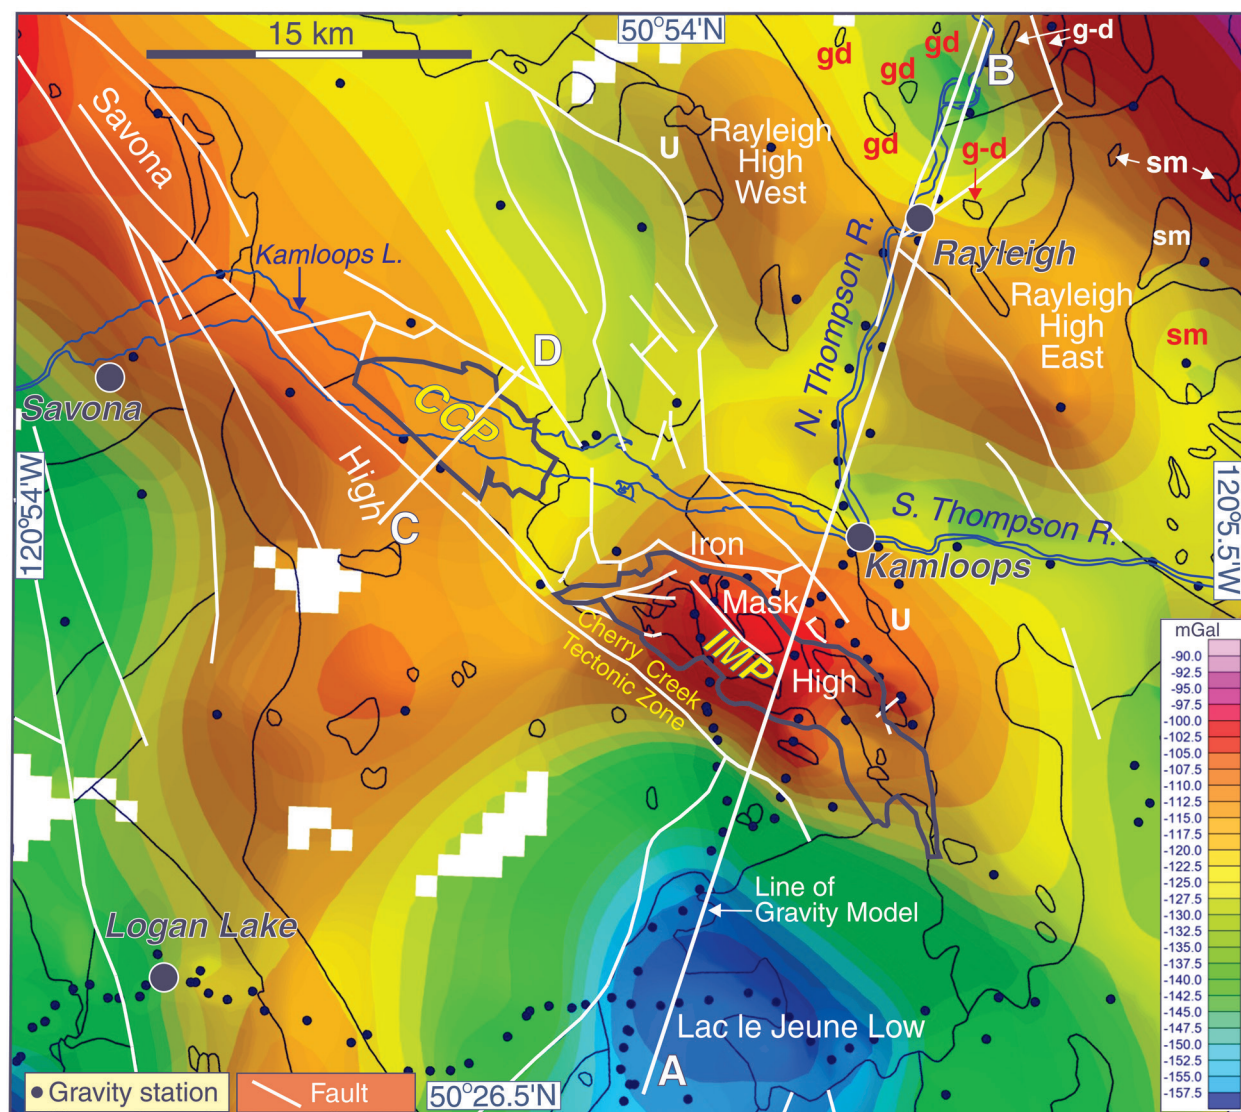 15 km
50°54'N
gd
gd
gd
gd
g-d
B
g-d
sm
sm
sm
Savona
High
U
Rayleigh
High
West
Kamloops L.
N. Thompson R.
Rayleigh
Rayleigh
High
East
D
CCP
C
Savona
120°54'W
120°5.5'W
S. Thompson R.
Kamloops
Iron
Mask
High
IMP
U
Cherry Creek
Tectonic Zone
Line of
Gravity Model
Logan Lake
Lac le Jeune Low
A
mGal
-90.0
-92.5
-95.0
-97.5
-100.0
-102.5
-105.0
-107.5
-110.0
-112.5
-115.0
-117.5
-120.0
-122.5
-125.0
-127.5
-130.0
-132.5
-135.0
-137.5
-140.0
-142.5
-145.0
-147.5
-150.0
-152.5
-155.0
-157.5
Gravity station
Fault
50°26.5'N